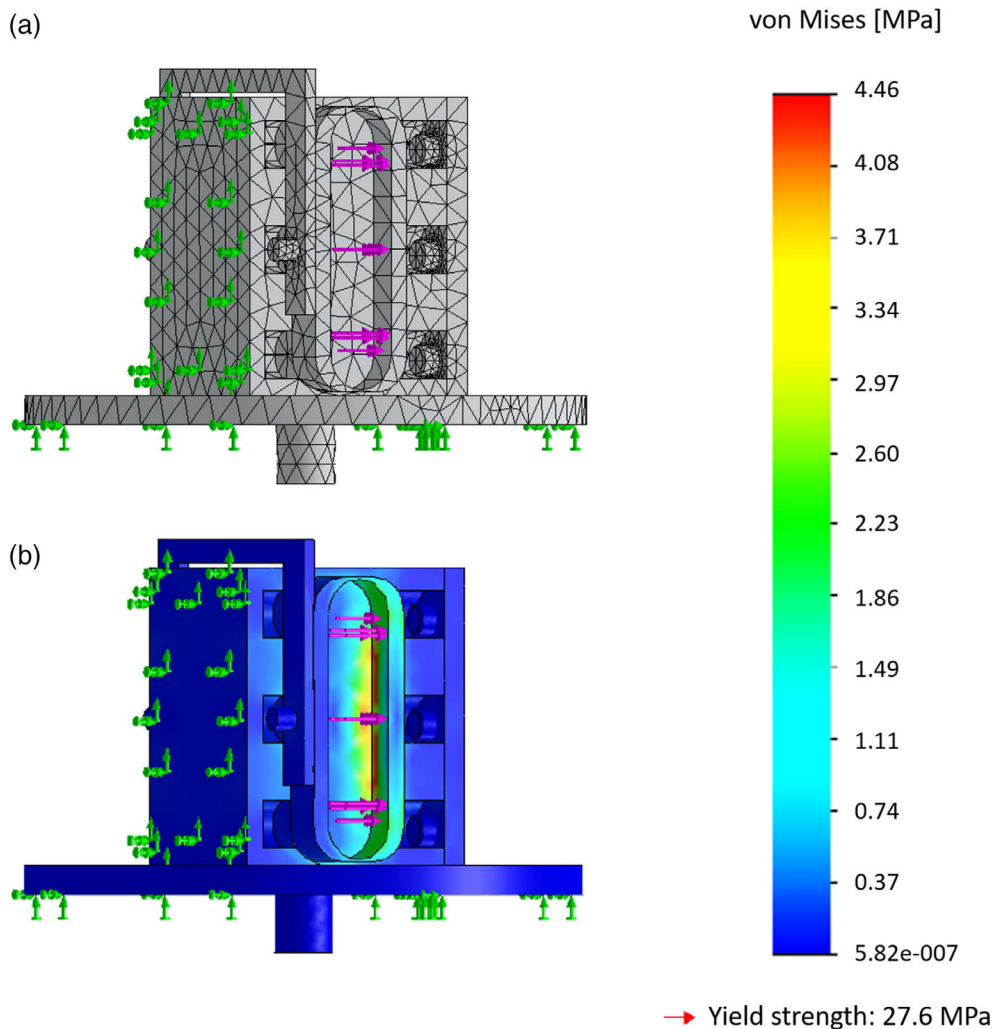 (a)
von Mises [MPa]
4.46
4.08
3.71
3.34
2.97
2.60
2.23
1.86
1.49
1.11
0.74
0.37
5.82e-007
(b)
Yield strength: 27.6 MPa